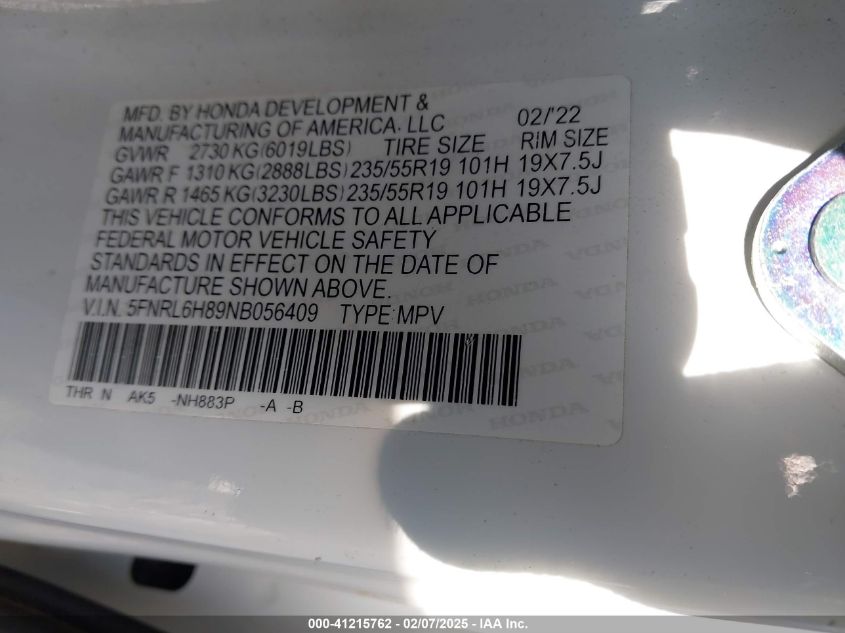 MFD. BY HONDA DEVELOPMENT &
MANUFACTURING OF AMERICA, LLC 02/'22
GVWR 2730 KG(6019LBS) TIRE SIZE RIM SIZE
GAWR F 1310 KG(2888LBS) 235/55R19 101H 19X7.5J
GAWR R 1465 KG(3230LBS) 235/55R19 101H 19X7.5J
THIS VEHICLE CONFORMS TO ALL APPLICABLE
FEDERAL MOTOR VEHICLE SAFETY
STANDARDS IN EFFECT ON THE DATE OF
MANUFACTURE SHOWN ABOVE.
V.I.N. 5FNRL6H89NB056409 TYPE:MPV
THR N AK5 -NH883P -A -B
000-41215762 - 02/07/2025 - IAA Inc.